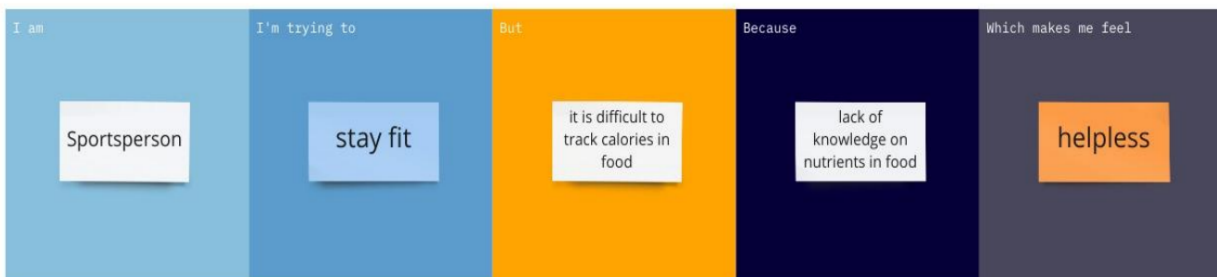 I am
Sportsperson
I'm trying to
stay fit
But
it is difficult to
track calories in
food
Because
lack of
knowledge on
nutrients in food
Which makes me feel
helpless